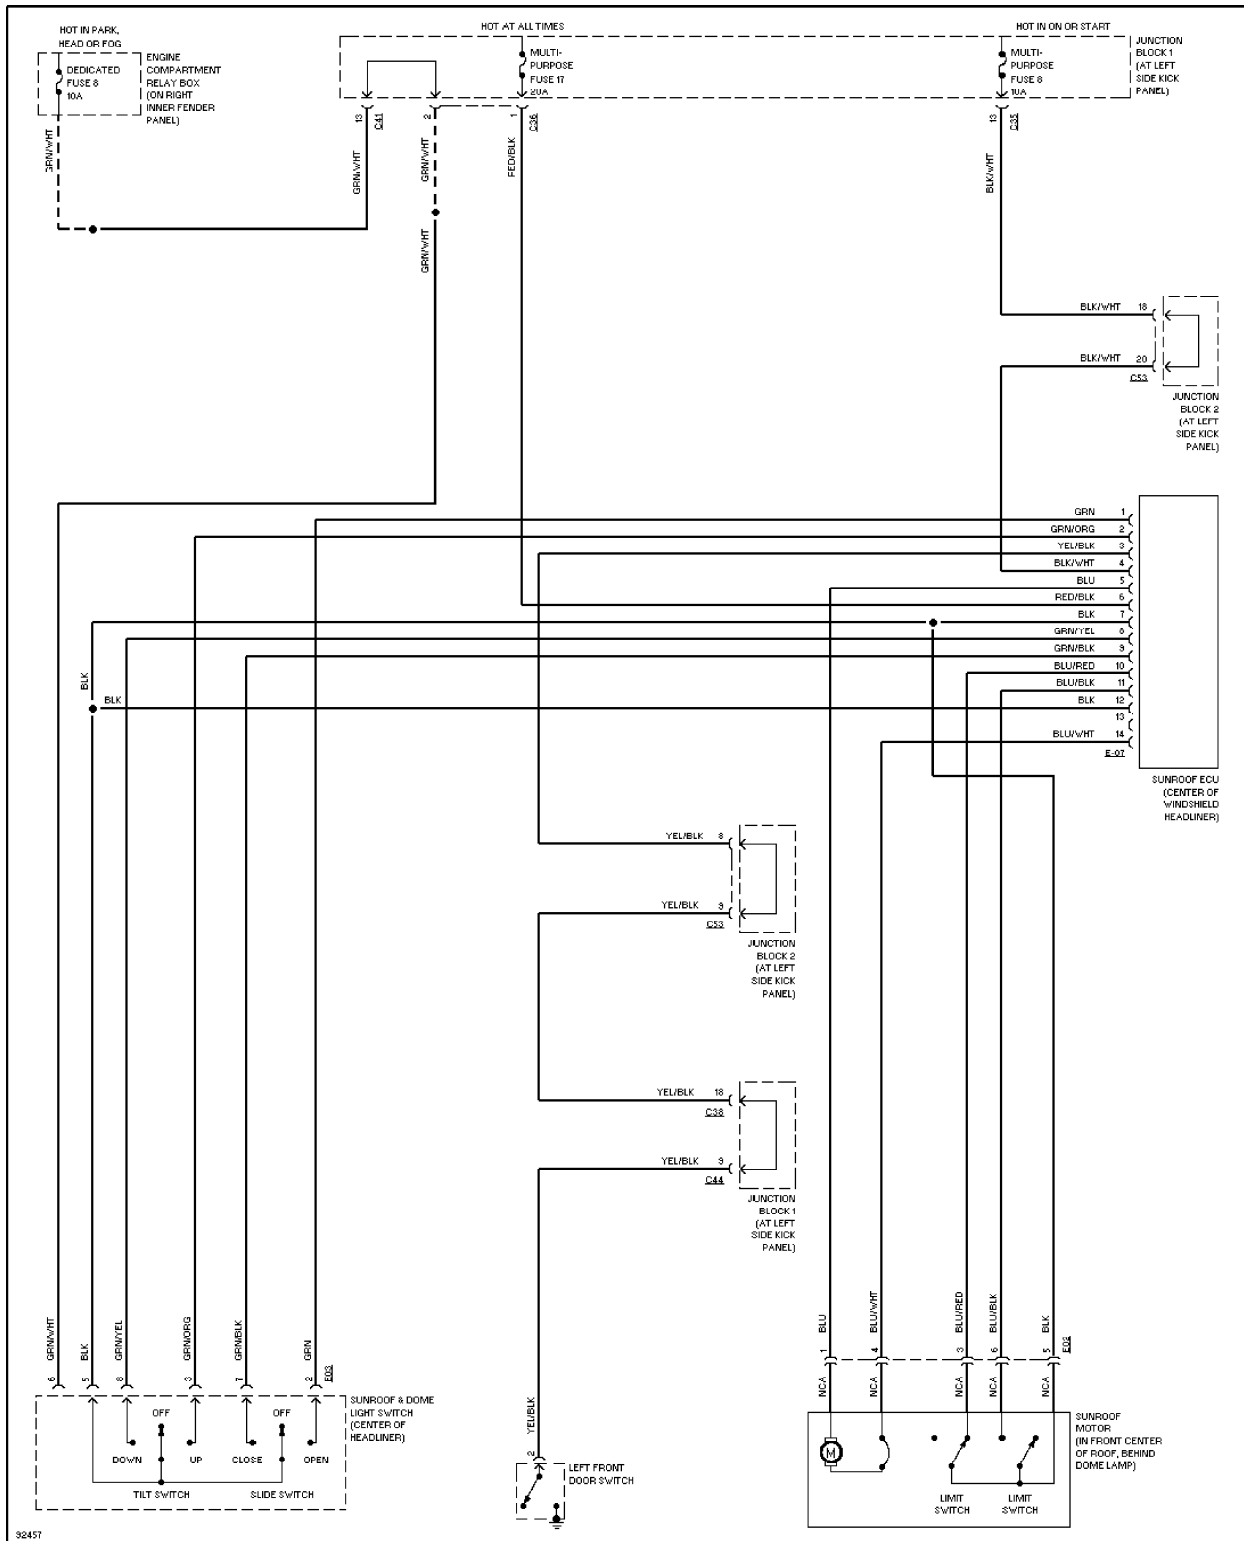 HOT IN PARK,
HEAD OR FOG
DEDICATED
FUSE 8
10A
ENGINE
COMPARTMENT
RELAY BOX
(ON RIGHT
INNER FENDER
PANEL)
HOT AT ALL TIMES
MULTI-
PURPOSE
FUSE 17
20A
HOT IN ON OR START
MULTI-
PURPOSE
FUSE 8
10A
JUNCTION
BLOCK 1
(AT LEFT
SIDE KICK
PANEL)
GRN/WHT
13
C41
GRN/WHT
2
GRN/WHT
GRN/WHT
1
C36
RED/BLK
13
C35
BLK/WHT
BLK/WHT 18
BLK/WHT 20
C53
JUNCTION
BLOCK 2
(AT LEFT
SIDE KICK
PANEL)
GRN 1
GRN/ORG 2
YEL/BLK 3
BLK/WHT 4
BLU 5
RED/BLK 6
BLK 7
GRN/YEL 8
GRN/BLK 9
BLU/RED 10
BLU/BLK 11
BLK 12
13
BLU/WHT 14
E-07
SUNROOF ECU
(CENTER OF
WINDSHIELD
HEADLINER)
BLK
BLK
YEL/BLK 8
YEL/BLK 9
C53
JUNCTION
BLOCK 2
(AT LEFT
SIDE KICK
PANEL)
YEL/BLK 18
C38
YEL/BLK 9
C44
JUNCTION
BLOCK 1
(AT LEFT
SIDE KICK
PANEL)
GRN/WHT
6
BLK
5
GRN/YEL
8
GRN/ORG
3
GRN/BLK
7
GRN
2
E03
SUNROOF & DOME
LIGHT SWITCH
(CENTER OF
HEADLINER)
OFF
OFF
DOWN
UP
CLOSE
OPEN
TILT SWITCH
SLIDE SWITCH
YEL/BLK
2
LEFT FRONT
DOOR SWITCH
BLU
1
BLU/WHT
4
BLU/RED
3
BLU/BLK
6
BLK
5
E02
NCA
NCA
NCA
NCA
NCA
M
SUNROOF
MOTOR
(IN FRONT CENTER
OF ROOF, BEHIND
DOME LAMP)
LIMIT
SWITCH
LIMIT
SWITCH
92457